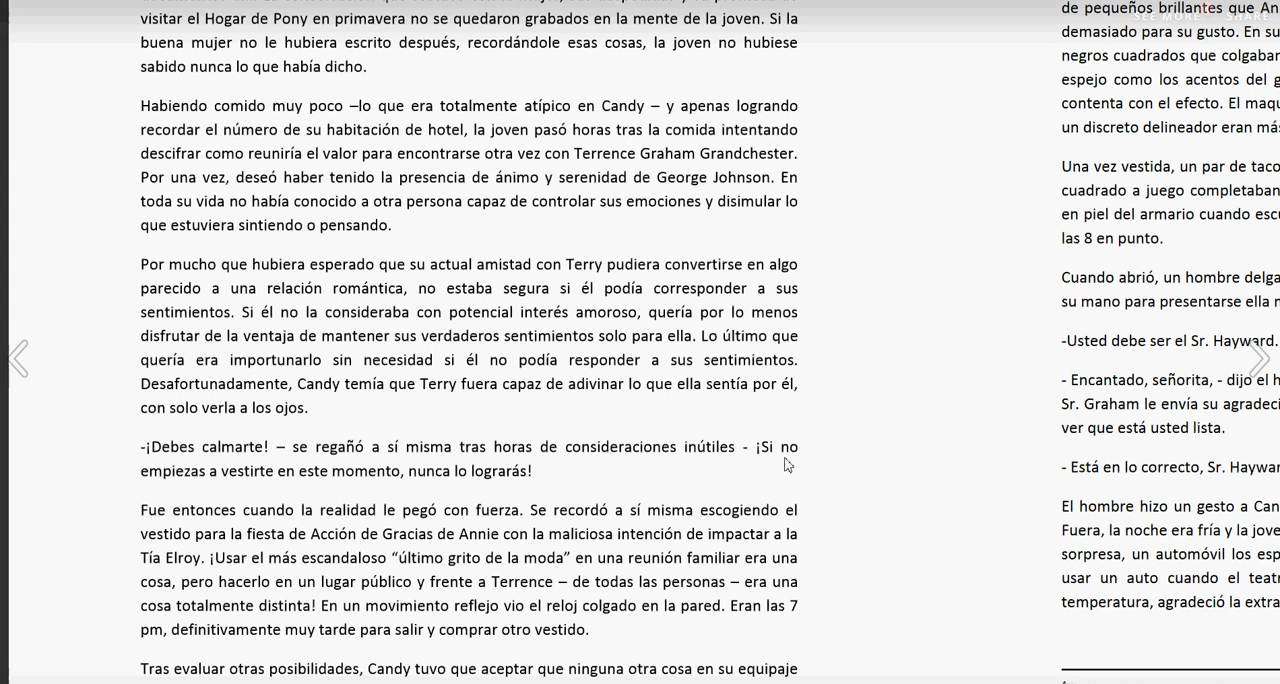 SEE MORE SHARE
visitar el Hogar de Pony en primavera no se quedaron grabados en la mente de la joven. Si la
buena mujer no le hubiera escrito después, recordándole esas cosas, la joven no hubiese
sabido nunca lo que había dicho.
Habiendo comido muy poco –lo que era totalmente atípico en Candy – y apenas logrando
recordar el número de su habitación de hotel, la joven pasó horas tras la comida intentando
descifrar como reuniría el valor para encontrarse otra vez con Terrence Graham Grandchester.
Por una vez, deseó haber tenido la presencia de ánimo y serenidad de George Johnson. En
toda su vida no había conocido a otra persona capaz de controlar sus emociones y disimular lo
que estuviera sintiendo o pensando.
Por mucho que hubiera esperado que su actual amistad con Terry pudiera convertirse en algo
parecido a una relación romántica, no estaba segura si él podía corresponder a sus
sentimientos. Si él no la consideraba con potencial interés amoroso, quería por lo menos
disfrutar de la ventaja de mantener sus verdaderos sentimientos solo para ella. Lo último que
quería era importunarlo sin necesidad si él no podía responder a sus sentimientos.
Desafortunadamente, Candy temía que Terry fuera capaz de adivinar lo que ella sentía por él,
con solo verla a los ojos.
-¡Debes calmarte! – se regañó a sí misma tras horas de consideraciones inútiles - ¡Si no
empiezas a vestirte en este momento, nunca lo lograrás!
Fue entonces cuando la realidad le pegó con fuerza. Se recordó a sí misma escogiendo el
vestido para la fiesta de Acción de Gracias de Annie con la maliciosa intención de impactar a la
Tía Elroy. ¡Usar el más escandaloso “último grito de la moda” en una reunión familiar era una
cosa, pero hacerlo en un lugar público y frente a Terrence – de todas las personas – era una
cosa totalmente distinta! En un movimiento reflejo vio el reloj colgado en la pared. Eran las 7
pm, definitivamente muy tarde para salir y comprar otro vestido.
Tras evaluar otras posibilidades, Candy tuvo que aceptar que ninguna otra cosa en su equipaje
de pequeños brillantes que An
demasiado para su gusto. En su
negros cuadrados que colgabar
espejo como los acentos del g
contenta con el efecto. El maqu
un discreto delineador eran más
Una vez vestida, un par de taco
cuadrado a juego completaban
en piel del armario cuando escu
las 8 en punto.
Cuando abrió, un hombre delga
su mano para presentarse ella n
-Usted debe ser el Sr. Hayward.
- Encantado, señorita, - dijo el h
Sr. Graham le envía su agradeci
ver que está usted lista.
- Está en lo correcto, Sr. Haywar
El hombre hizo un gesto a Can
Fuera, la noche era fría y la jove
sorpresa, un automóvil los esp
usar un auto cuando el teatr
temperatura, agradeció la extra